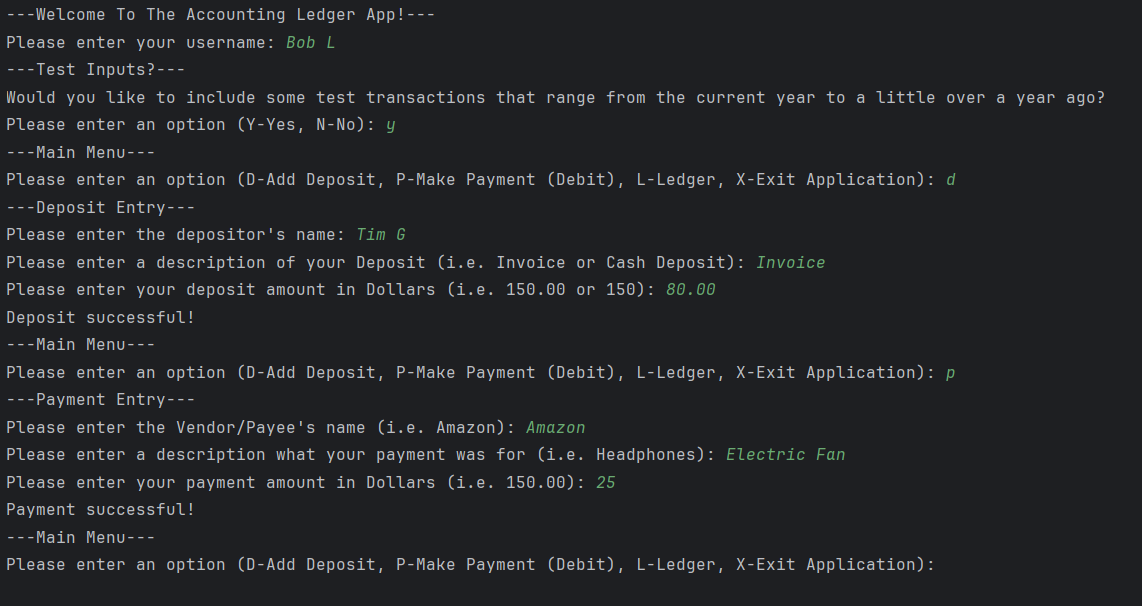 ---Welcome To The Accounting Ledger App!---
Please enter your username: Bob L
---Test Inputs?---
Would you like to include some test transactions that range from the current year to a little over a year ago?
Please enter an option (Y-Yes, N-No): y
---Main Menu---
Please enter an option (D-Add Deposit, P-Make Payment (Debit), L-Ledger, X-Exit Application): d
---Deposit Entry---
Please enter the depositor's name: Tim G
Please enter a description of your Deposit (i.e. Invoice or Cash Deposit): Invoice
Please enter your deposit amount in Dollars (i.e. 150.00 or 150): 80.00
Deposit successful!
---Main Menu---
Please enter an option (D-Add Deposit, P-Make Payment (Debit), L-Ledger, X-Exit Application): p
---Payment Entry---
Please enter the Vendor/Payee's name (i.e. Amazon): Amazon
Please enter a description what your payment was for (i.e. Headphones): Electric Fan
Please enter your payment amount in Dollars (i.e. 150.00): 25
Payment successful!
---Main Menu---
Please enter an option (D-Add Deposit, P-Make Payment (Debit), L-Ledger, X-Exit Application):